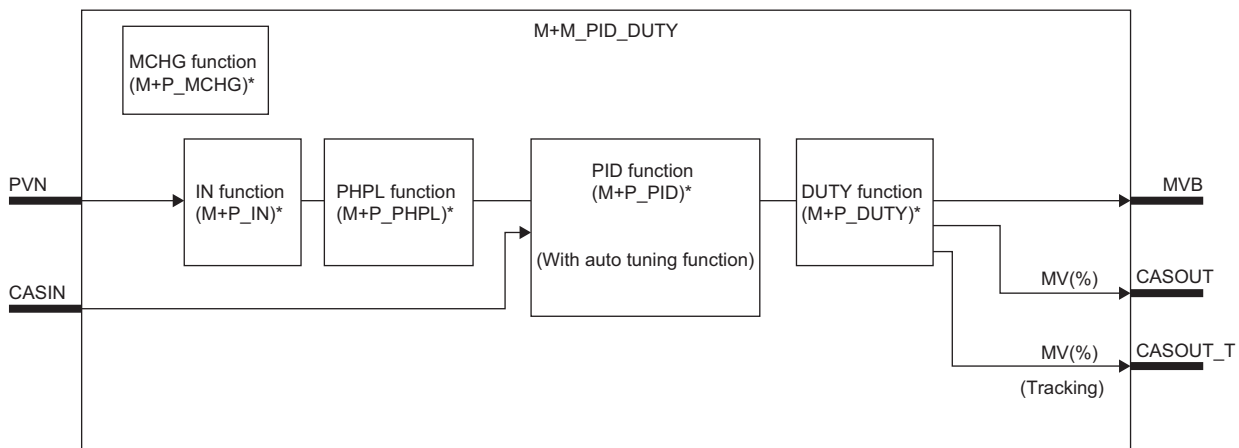 M+M_PID_DUTY
MCHG function
(M+P_MCHG)*
PVN
IN function
(M+P_IN)*
PHPL function
(M+P_PHPL)*
PID function
(M+P_PID)*
(With auto tuning function)
DUTY function
(M+P_DUTY)*
MVB
CASIN
MV(%)
CASOUT
MV(%)
CASOUT_T
(Tracking)